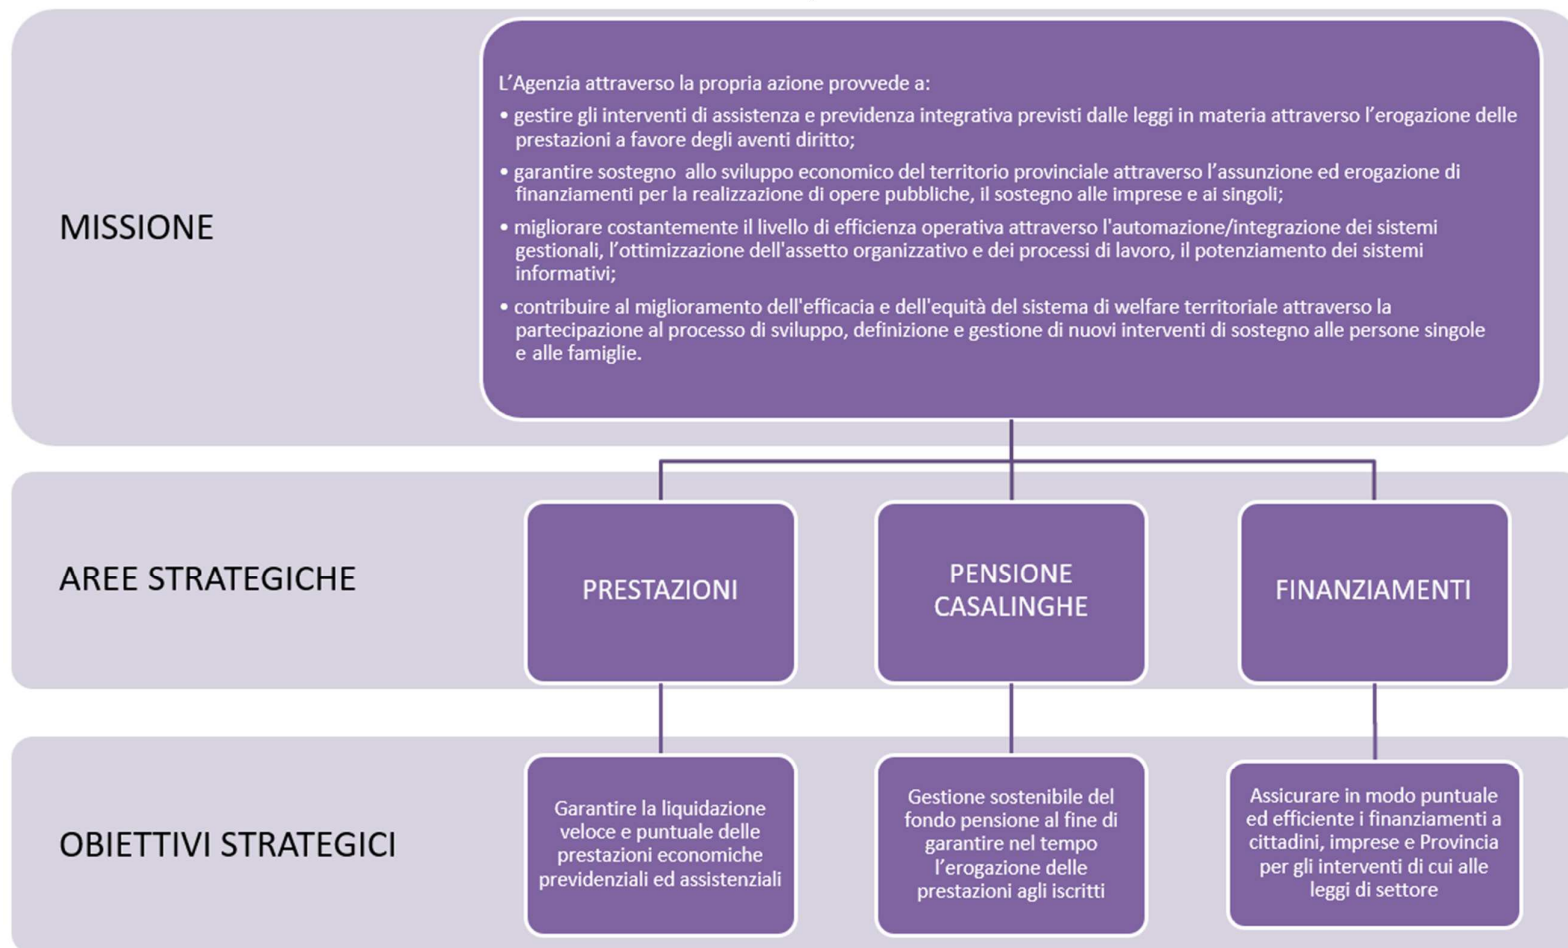 MISSIONE
L'Agenzia attraverso la propria azione provvede a:
• gestire gli interventi di assistenza e previdenza integrativa previsti dalle leggi in materia attraverso l'erogazione delle
prestazioni a favore degli aventi diritto;
• garantire sostegno allo sviluppo economico del territorio provinciale attraverso l'assunzione ed erogazione di
finanziamenti per la realizzazione di opere pubbliche, il sostegno alle imprese e ai singoli;
• migliorare costantemente il livello di efficienza operativa attraverso l'automazione/integrazione dei sistemi
gestionali, l'ottimizzazione dell'assetto organizzativo e dei processi di lavoro, il potenziamento dei sistemi
informativi;
• contribuire al miglioramento dell'efficacia e dell'equità del sistema di welfare territoriale attraverso la
partecipazione al processo di sviluppo, definizione e gestione di nuovi interventi di sostegno alle persone singole
e alle famiglie.
AREE STRATEGICHE
PRESTAZIONI
PENSIONE
CASALINGHE
FINANZIAMENTI
OBIETTIVI STRATEGICI
Garantire la liquidazione
veloce e puntuale delle
prestazioni economiche
previdenziali ed assistenziali
Gestione sostenibile del
fondo pensione al fine di
garantire nel tempo
l'erogazione delle
prestazioni agli iscritti
Assicurare in modo puntuale
ed efficiente i finanziamenti a
cittadini, imprese e Provincia
per gli interventi di cui alle
leggi di settore